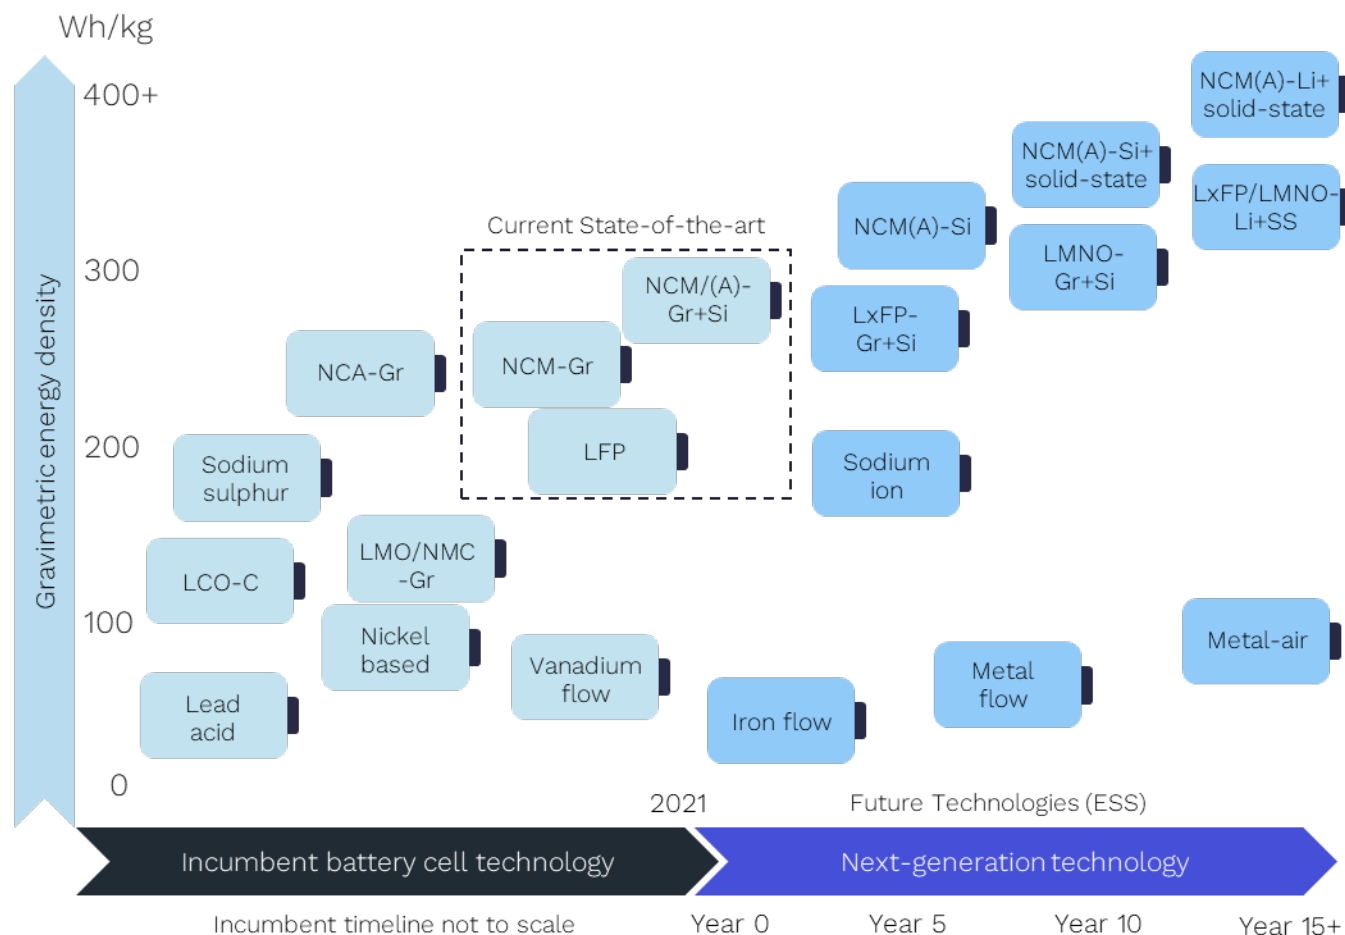 Wh/kg
400+
NCM(A)-Li+
solid-state
NCM(A)-Si+
solid-state
LxFP/LMNO-
Li+SS
NCM(A)-Si
Current State-of-the-art
LMNO-
Gr+Si
300
NCM/(A)-
Gr+Si
LxFP-
Gr+Si
NCM-Gr
NCA-Gr
Gravimetric energy density
200
LFP
Sodium
sulphur
Sodium
ion
LMO/NMC
-Gr
LCO-C
100
Nickel
based
Metal-air
Vanadium
flow
Metal
flow
Lead
acid
Iron flow
0
2021
Future Technologies (ESS)
Incumbent battery cell technology
Next-generation technology
Incumbent timeline not to scale
Year 0
Year 5
Year 10
Year 15+